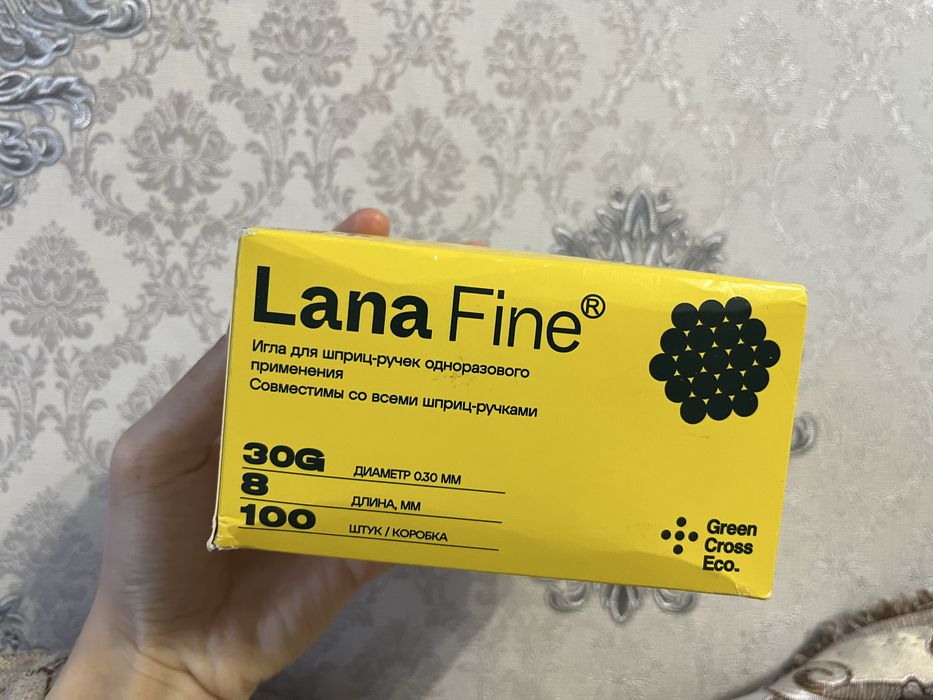 Lana Fine®
Игла для шприц-ручек одноразового
применения
Совместимы со всеми шприц-ручками
30G ДИАМЕТР 0.30 ММ
8 ДЛИНА, ММ
100 ШТУК / КОРОБКА
Green
Cross
Eco.